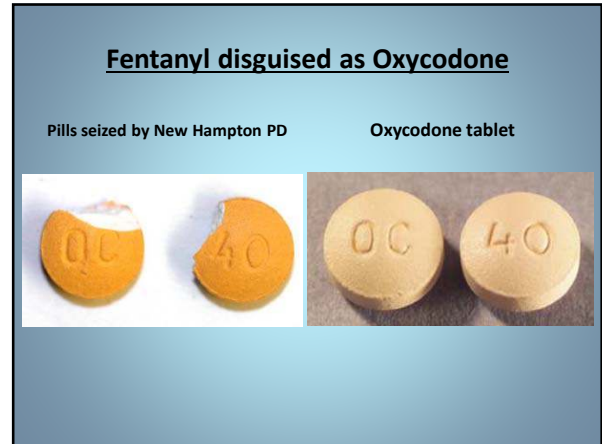 Fentanyl disguised as Oxycodone
Pills seized by New Hampton PD
Oxycodone tablet
OC
40
OC
40